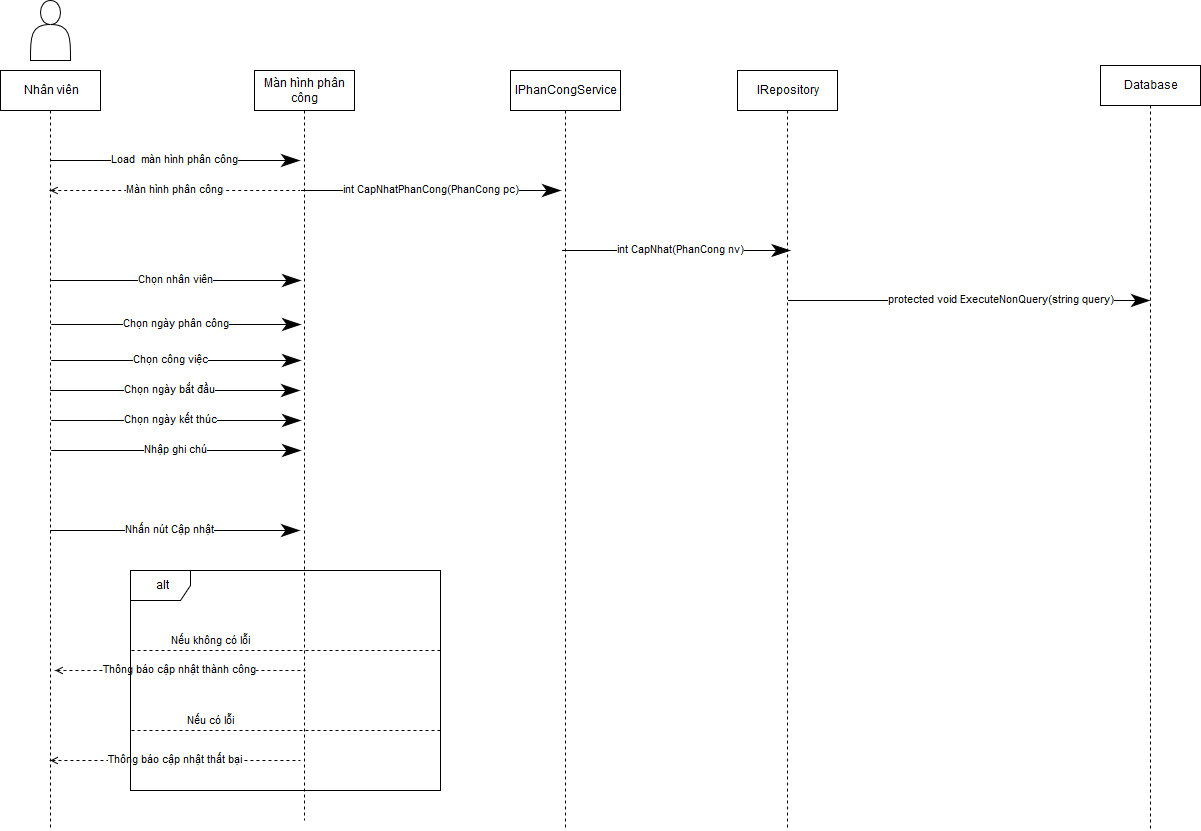 Nhân viên
Màn hình phân
công
IPhanCongService
IRepository
Database
Load màn hình phân công
Màn hình phân công
int CapNhatPhanCong(PhanCong pc)
int CapNhat(PhanCong nv)
Chọn nhân viên
protected void ExecuteNonQuery(string query)
Chọn ngày phân công
Chọn công việc
Chọn ngày bắt đầu
Chọn ngày kết thúc
Nhập ghi chú
Nhấn nút Cập nhật
alt
Nếu không có lỗi
Thông báo cập nhật thành công
Nếu có lỗi
Thông báo cập nhật thất bại